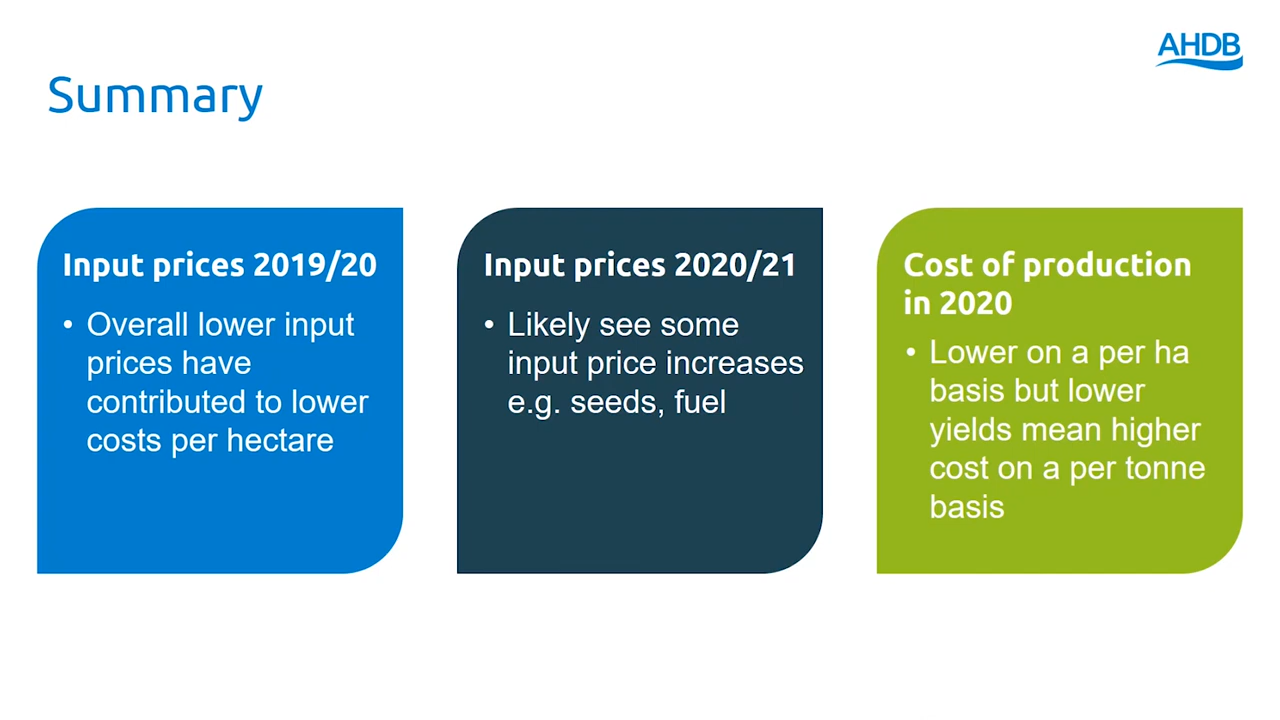 AHDB
Summary
Input prices 2019/20
• Overall lower input
prices have
contributed to lower
costs per hectare
Input prices 2020/21
• Likely see some
input price increases
e.g. seeds, fuel
Cost of production
in 2020
• Lower on a per ha
basis but lower
yields mean higher
cost on a per tonne
basis